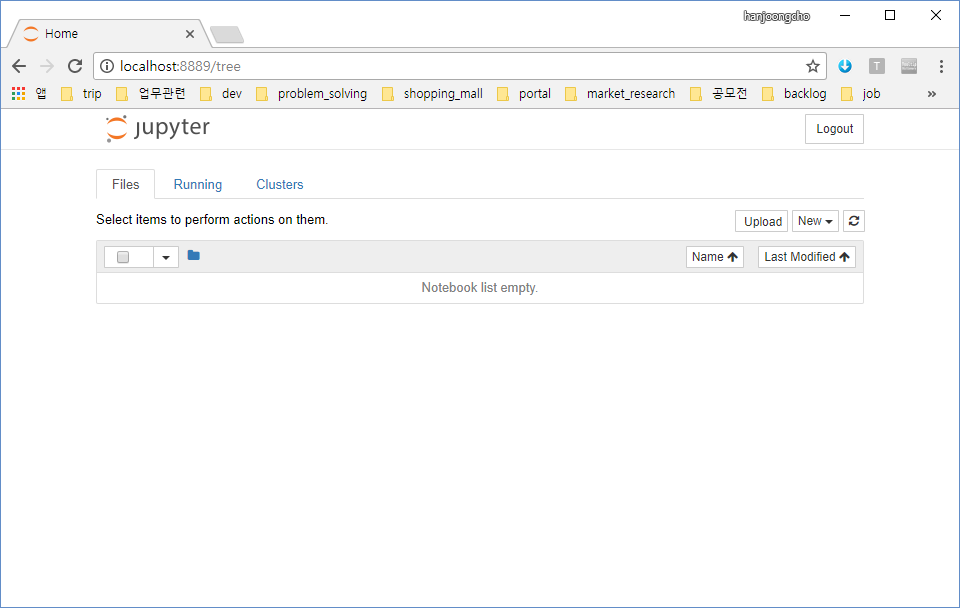 hanjoongcho
Home
localhost:8889/tree
앱 trip 업무관련 dev problem_solving shopping_mall portal market_research 공모전 backlog job »
jupyter Logout
Files Running Clusters
Select items to perform actions on them. Upload New
Name Last Modified
Notebook list empty.